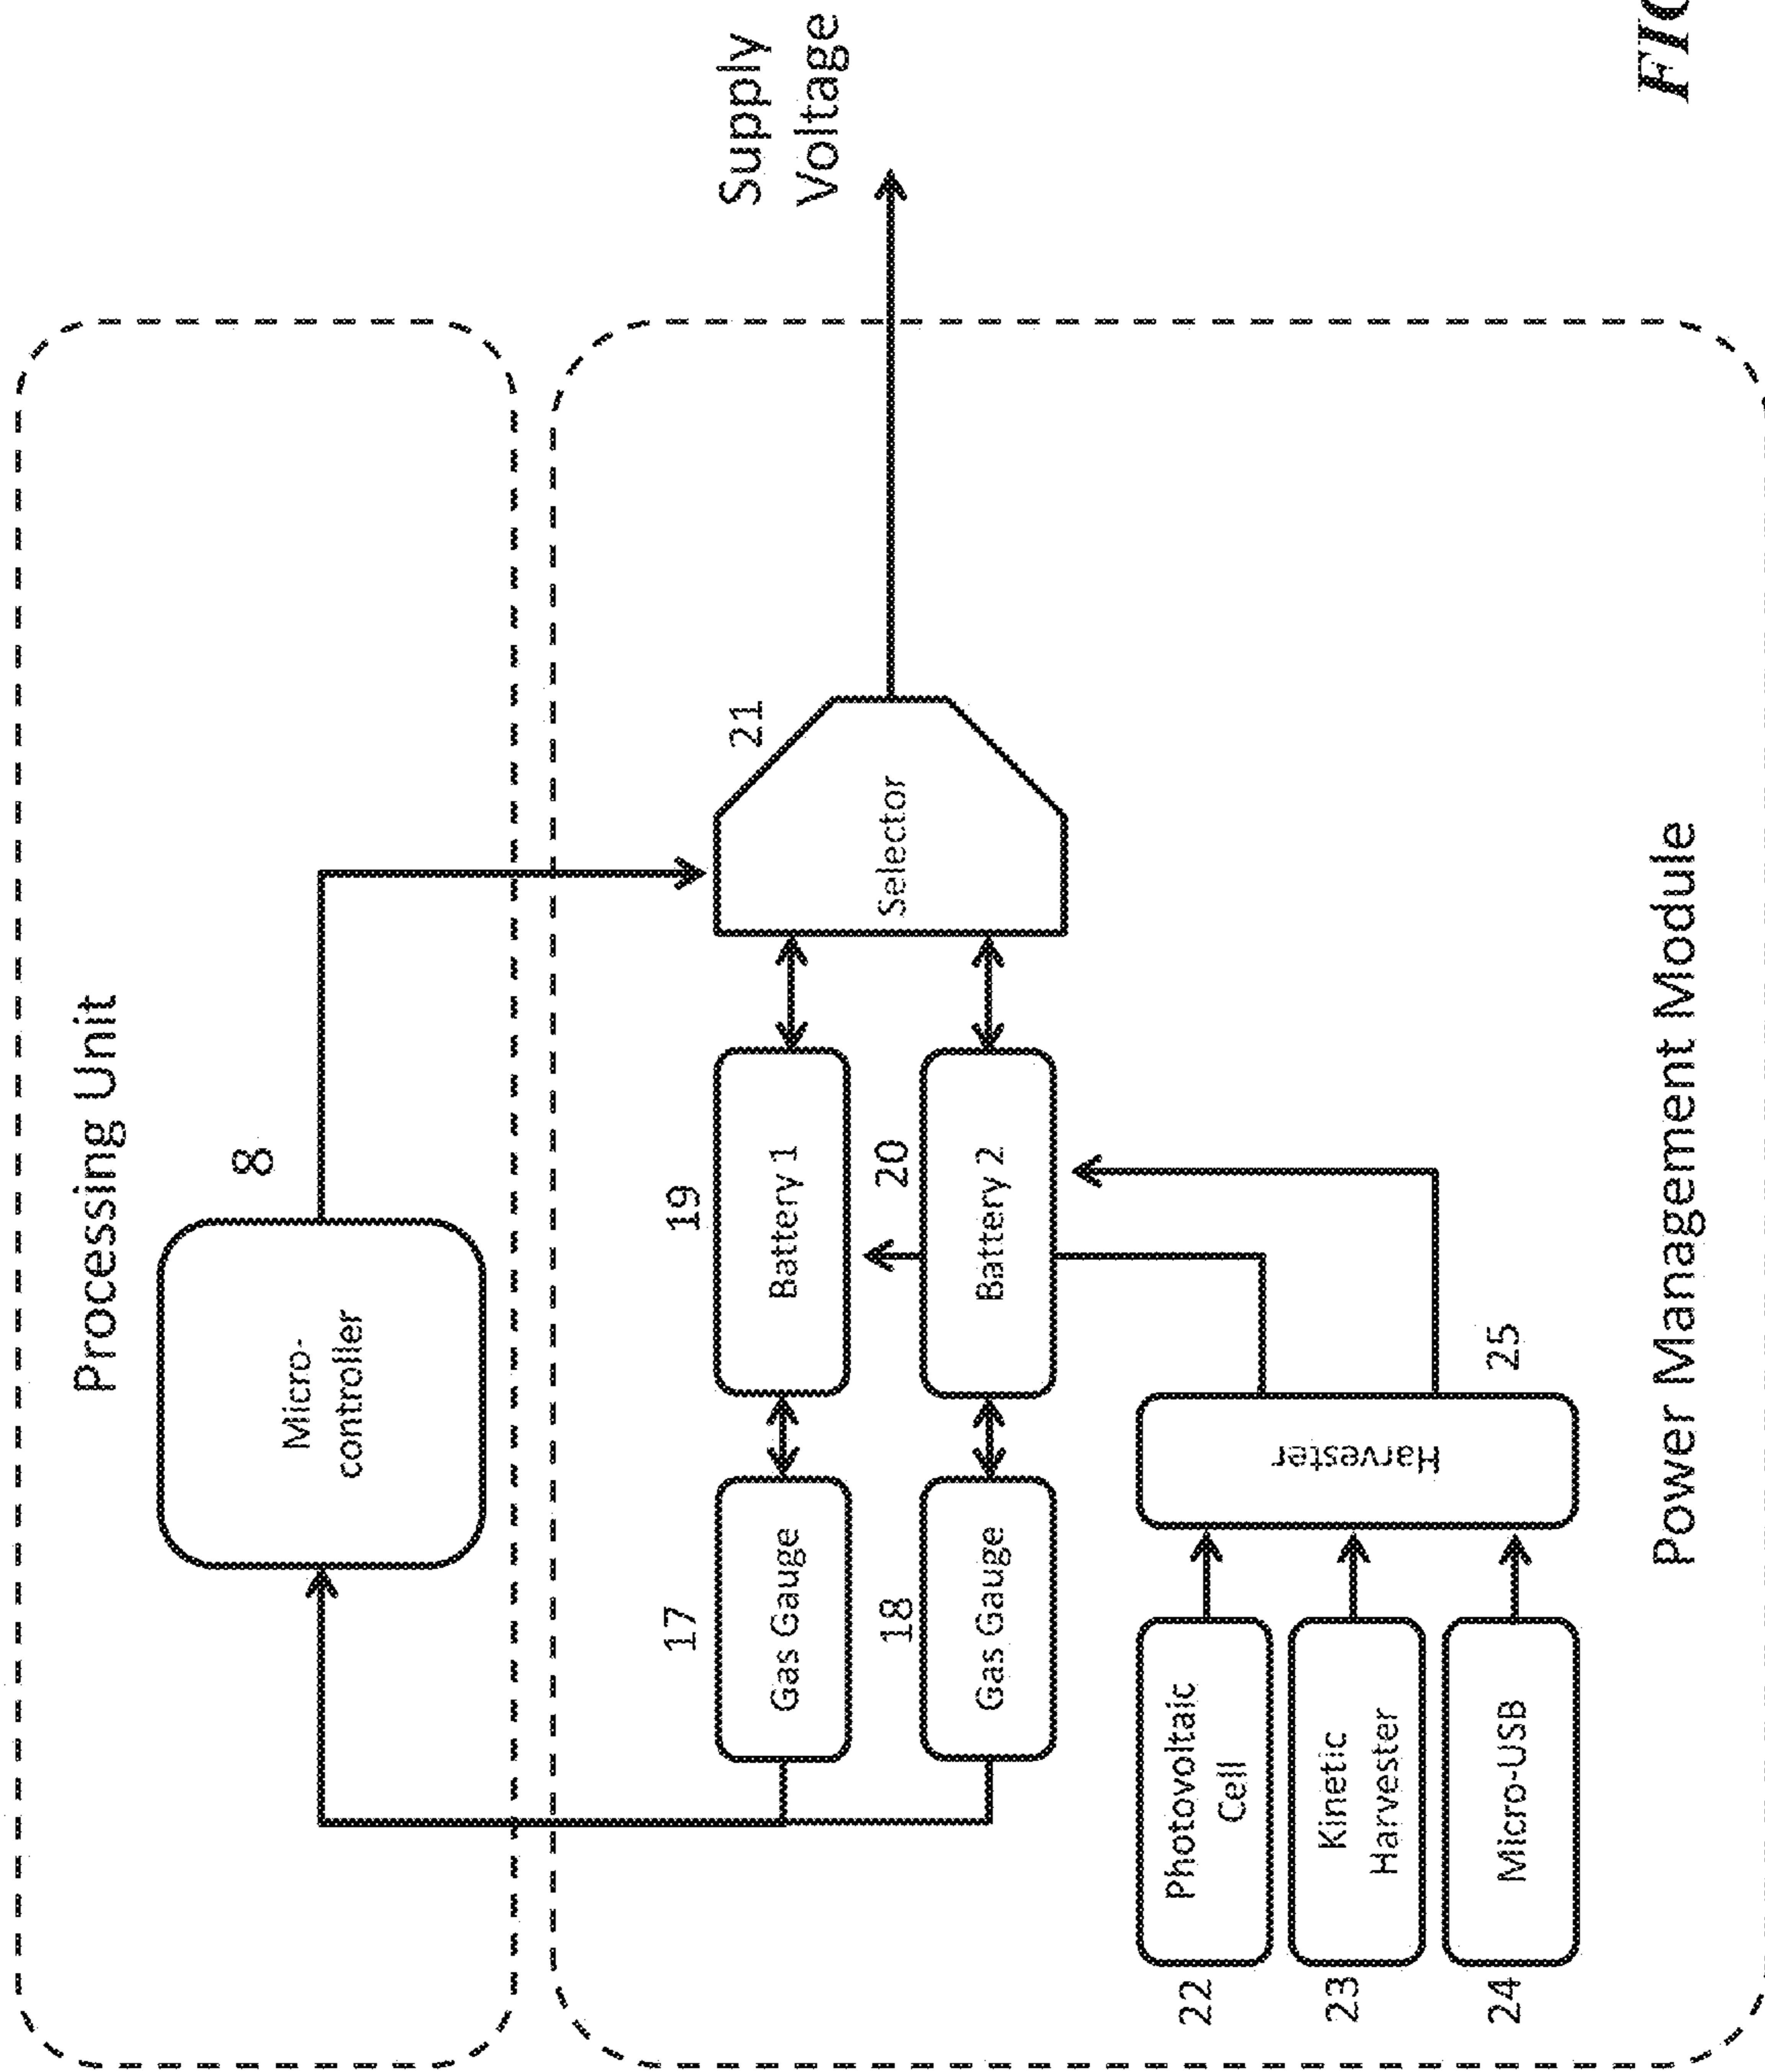 Processing Unit
8
Micro-
controller
Supply
Voltage
17
Gas Gauge
19
Battery 1
21
Selector
18
Gas Gauge
20
Battery 2
22
Photovoltaic
Cell
23
Kinetic
Harvester
24
Micro-USB
Harvester
25
Power Management Module